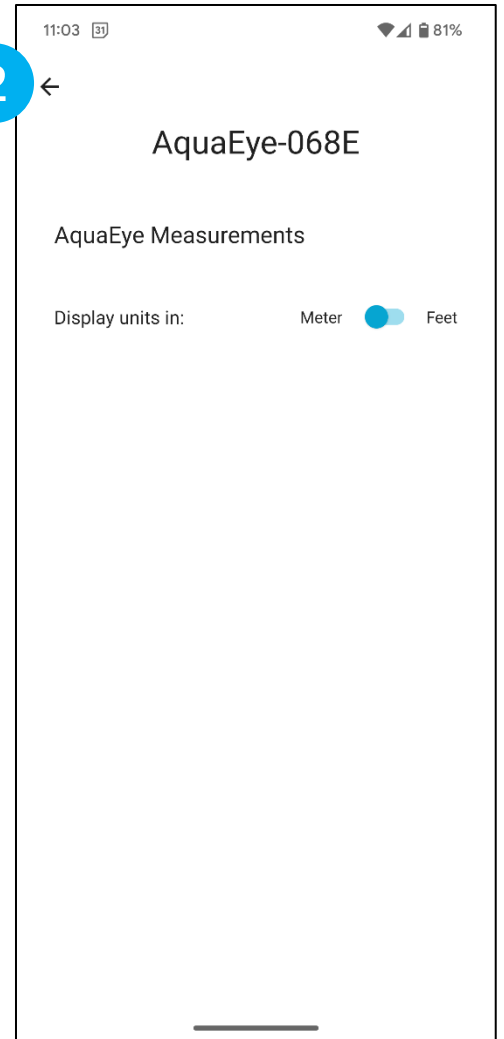 11:03 31 81%
2
AquaEye-068E
AquaEye Measurements
Display units in: Meter Feet